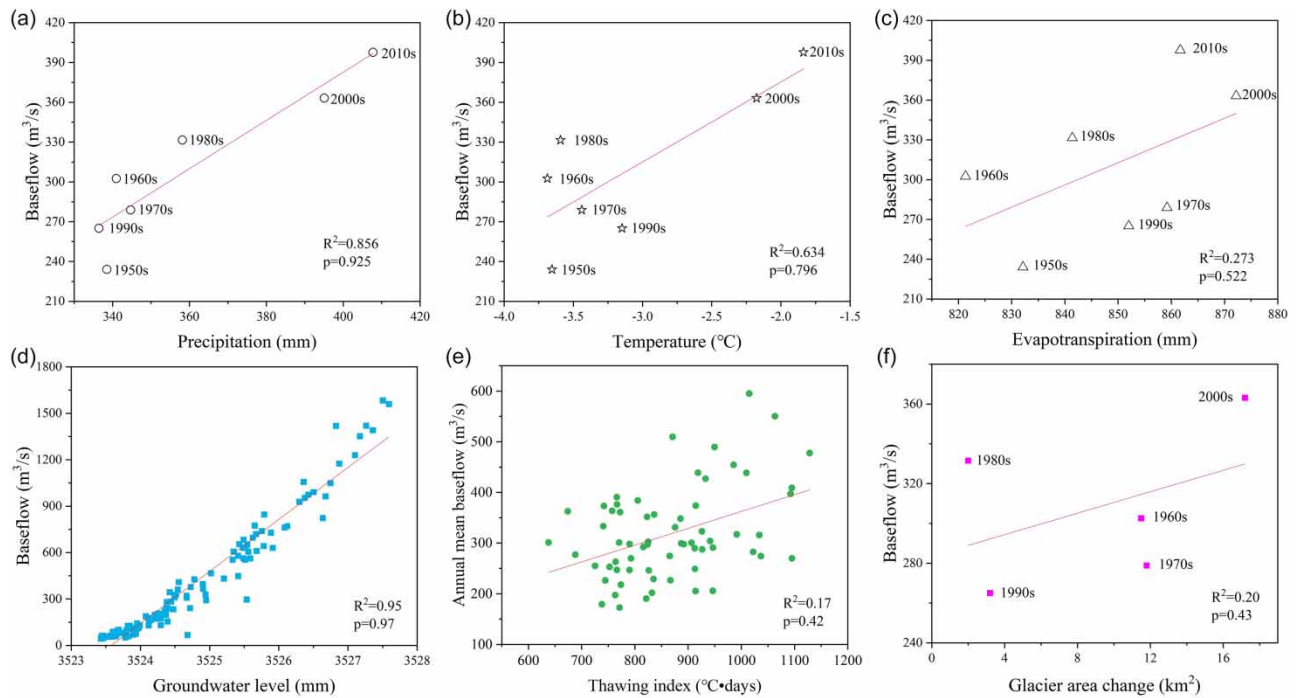 (a)
420
390
360
330
300
270
240
210
Baseflow (m³/s)
2010s
2000s
1980s
1960s
1970s
1990s
1950s
R²=0.856
p=0.925
340 360 380 400 420
Precipitation (mm)
(b)
420
390
360
330
300
270
240
210
Baseflow (m³/s)
2010s
2000s
1980s
1960s
1970s
1990s
1950s
R²=0.634
p=0.796
-4.0 -3.5 -3.0 -2.5 -2.0 -1.5
Temperature (℃)
(c)
420
390
360
330
300
270
240
210
Baseflow (m³/s)
2010s
2000s
1980s
1960s
1970s
1990s
1950s
R²=0.273
p=0.522
820 830 840 850 860 870 880
Evapotranspiration (mm)
(d)
1800
1500
1200
900
600
300
0
Baseflow (m³/s)
R²=0.95
p=0.97
3523 3524 3525 3526 3527 3528
Groundwater level (mm)
(e)
600
500
400
300
200
100
Annual mean baseflow (m³/s)
R²=0.17
p=0.42
600 700 800 900 1000 1100 1200
Thawing index (℃•days)
(f)
360
320
280
240
Baseflow (m³/s)
2000s
1980s
1960s
1970s
1990s
R²=0.20
p=0.43
0 4 8 12 16
Glacier area change (km²)